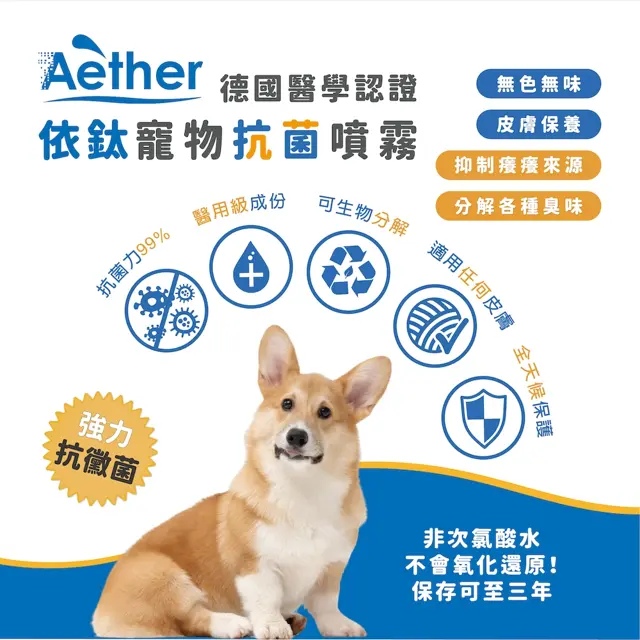 Aether
德國醫學認證
依鈦寵物抗菌噴霧
無色無味
皮膚保養
抑制癢癢來源
分解各種臭味
抗菌力99%
醫用級成份
可生物分解
適用任何皮膚
全天候保護
強力
抗黴菌
非次氯酸水
不會氧化還原!
保存可至三年